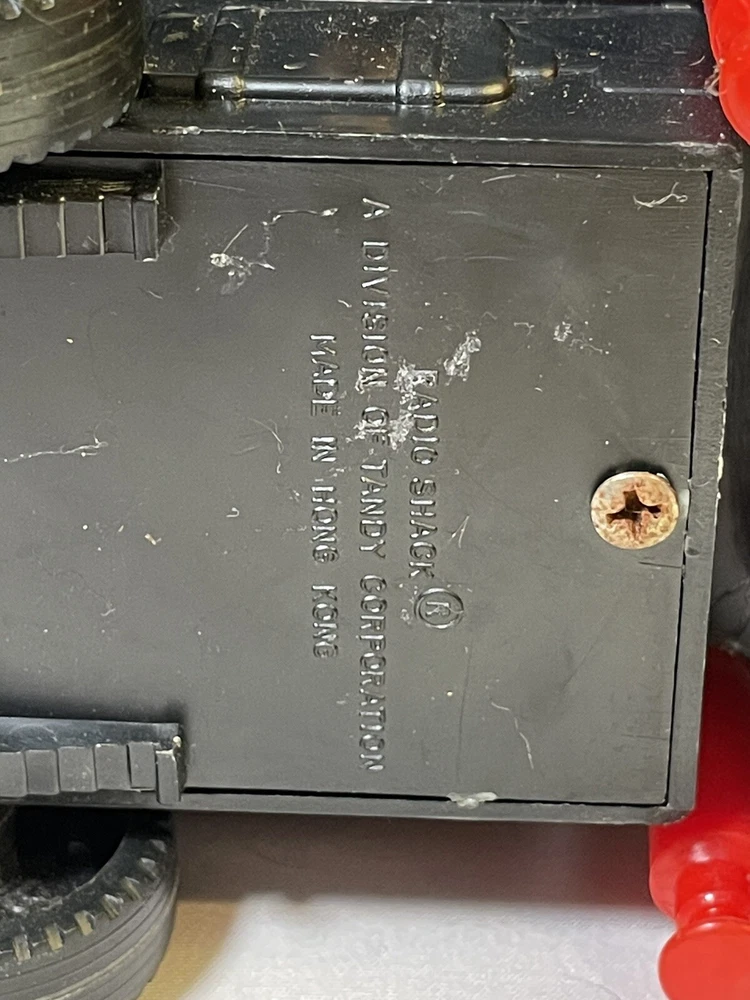 RADIO SHACK ®
A DIVISION OF TANDY CORPORATION
MADE IN HONG KONG